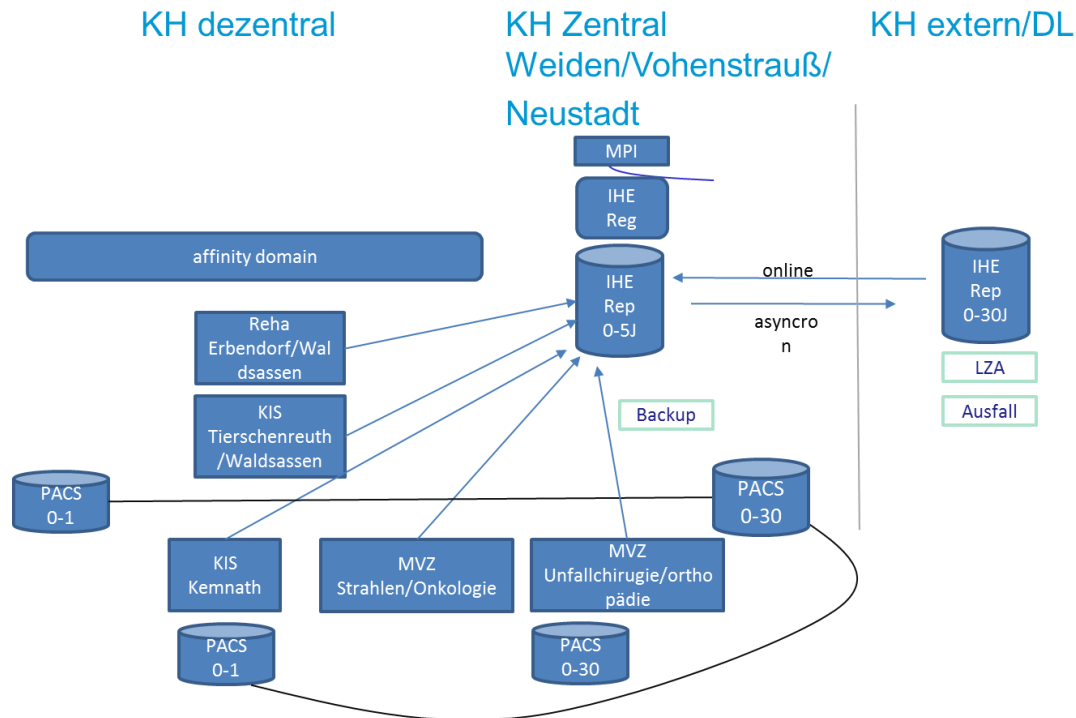 KH dezentral
KH Zentral
Weiden/Vohenstrauß/
Neustadt
KH extern/DL
MPI
IHE
Reg
affinity domain
IHE
Rep
0-5J
online
asyncro
n
IHE
Rep
0-30J
Reha
Erbendorf/Wal
dsassen
LZA
KIS
Tierschenreuth
/Waldsassen
Backup
Ausfall
PACS
0-1
PACS
0-30
KIS
Kemnath
MVZ
Strahlen/Onkologie
MVZ
Unfallchirugie/ortho
pädie
PACS
0-1
PACS
0-30